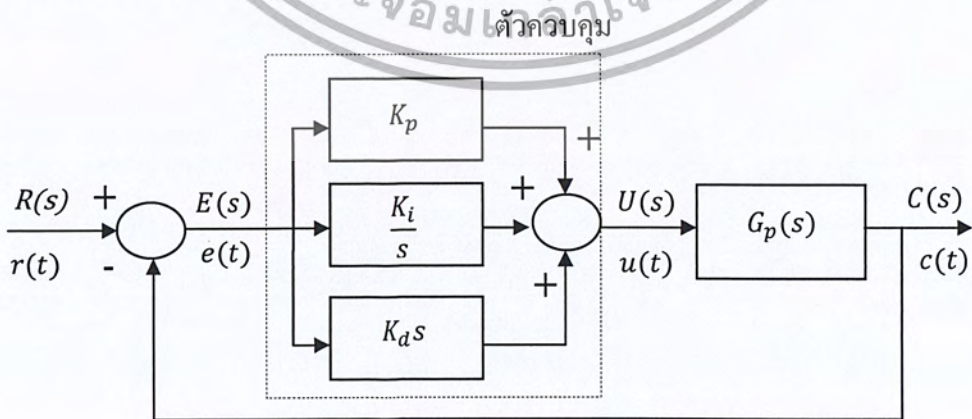 ตัวควบคุม
K_p
+
R(s) + E(s) K_i/s + U(s) G_p(s) C(s)
r(t) - e(t) + u(t) c(t)
K_d s